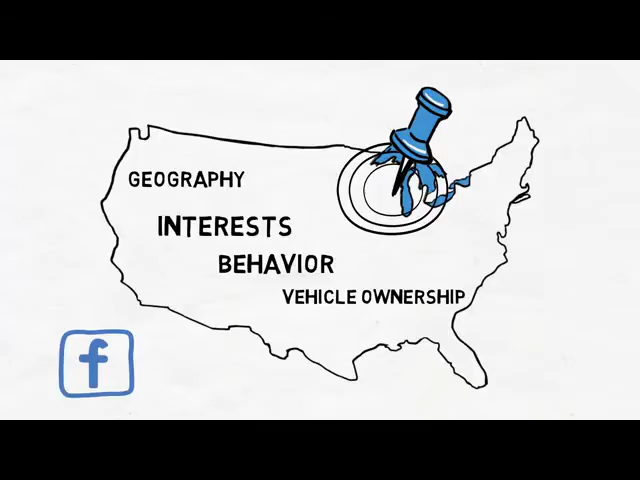 GEOGRAPHY
INTERESTS
BEHAVIOR
VEHICLE OWNERSHIP
f